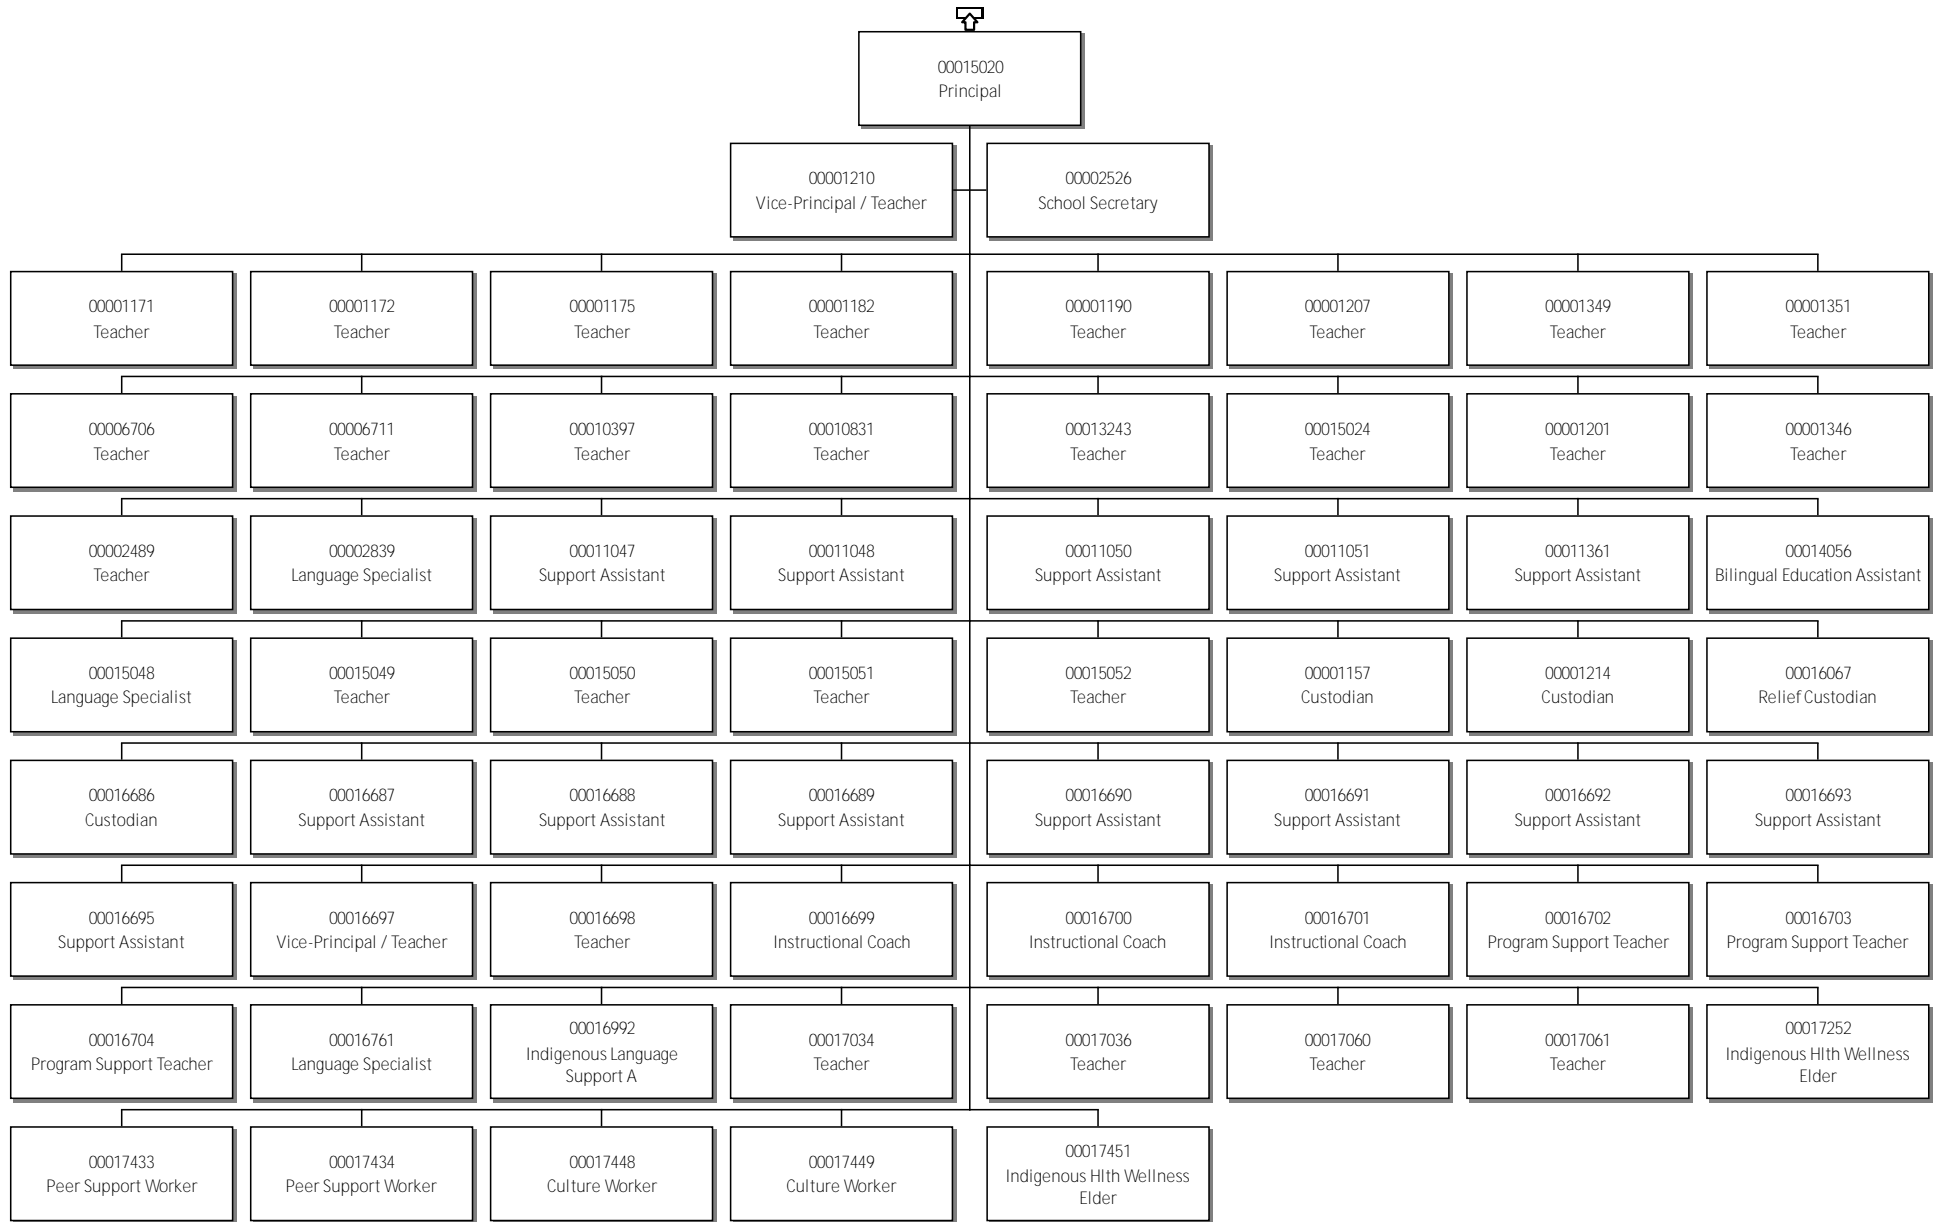 00015020
Principal
00001210
Vice-Principal / Teacher
00002526
School Secretary
00001171
Teacher
00001172
Teacher
00001175
Teacher
00001182
Teacher
00001190
Teacher
00001207
Teacher
00001349
Teacher
00001351
Teacher
00006706
Teacher
00006711
Teacher
00010397
Teacher
00010831
Teacher
00013243
Teacher
00015024
Teacher
00001201
Teacher
00001346
Teacher
00002489
Teacher
00002839
Language Specialist
00011047
Support Assistant
00011048
Support Assistant
00011050
Support Assistant
00011051
Support Assistant
00011361
Support Assistant
00014056
Bilingual Education Assistant
00015048
Language Specialist
00015049
Teacher
00015050
Teacher
00015051
Teacher
00015052
Teacher
00001157
Custodian
00001214
Custodian
00016067
Relief Custodian
00016686
Custodian
00016687
Support Assistant
00016688
Support Assistant
00016689
Support Assistant
00016690
Support Assistant
00016691
Support Assistant
00016692
Support Assistant
00016693
Support Assistant
00016695
Support Assistant
00016697
Vice-Principal / Teacher
00016698
Teacher
00016699
Instructional Coach
00016700
Instructional Coach
00016701
Instructional Coach
00016702
Program Support Teacher
00016703
Program Support Teacher
00016704
Program Support Teacher
00016761
Language Specialist
00016992
Indigenous Language
Support A
00017034
Teacher
00017036
Teacher
00017060
Teacher
00017061
Teacher
00017252
Indigenous Hlth Wellness
Elder
00017433
Peer Support Worker
00017434
Peer Support Worker
00017448
Culture Worker
00017449
Culture Worker
00017451
Indigenous Hlth Wellness
Elder